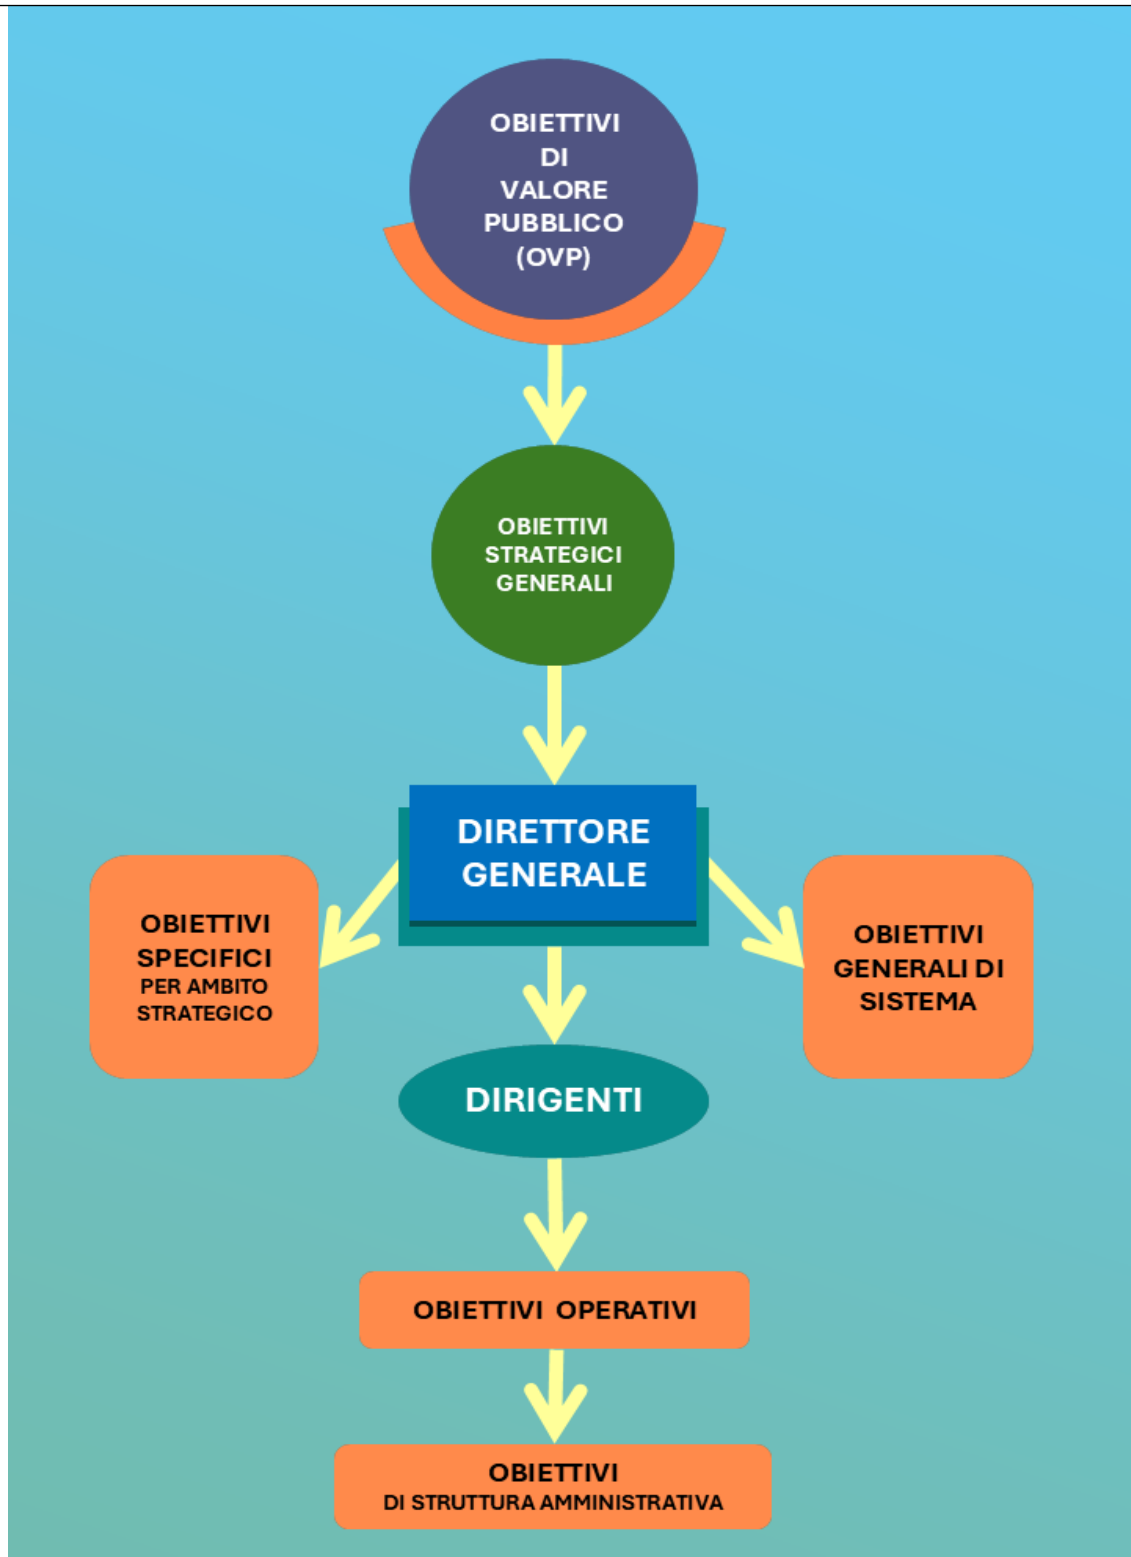 OBIETTIVI
DI
VALORE
PUBBLICO
(OVP)
OBIETTIVI
STRATEGICI
GENERALI
DIRETTORE
GENERALE
OBIETTIVI
SPECIFICI
PER AMBITO
STRATEGICO
OBIETTIVI
GENERALI DI
SISTEMA
DIRIGENTI
OBIETTIVI OPERATIVI
OBIETTIVI
DI STRUTTURA AMMINISTRATIVA